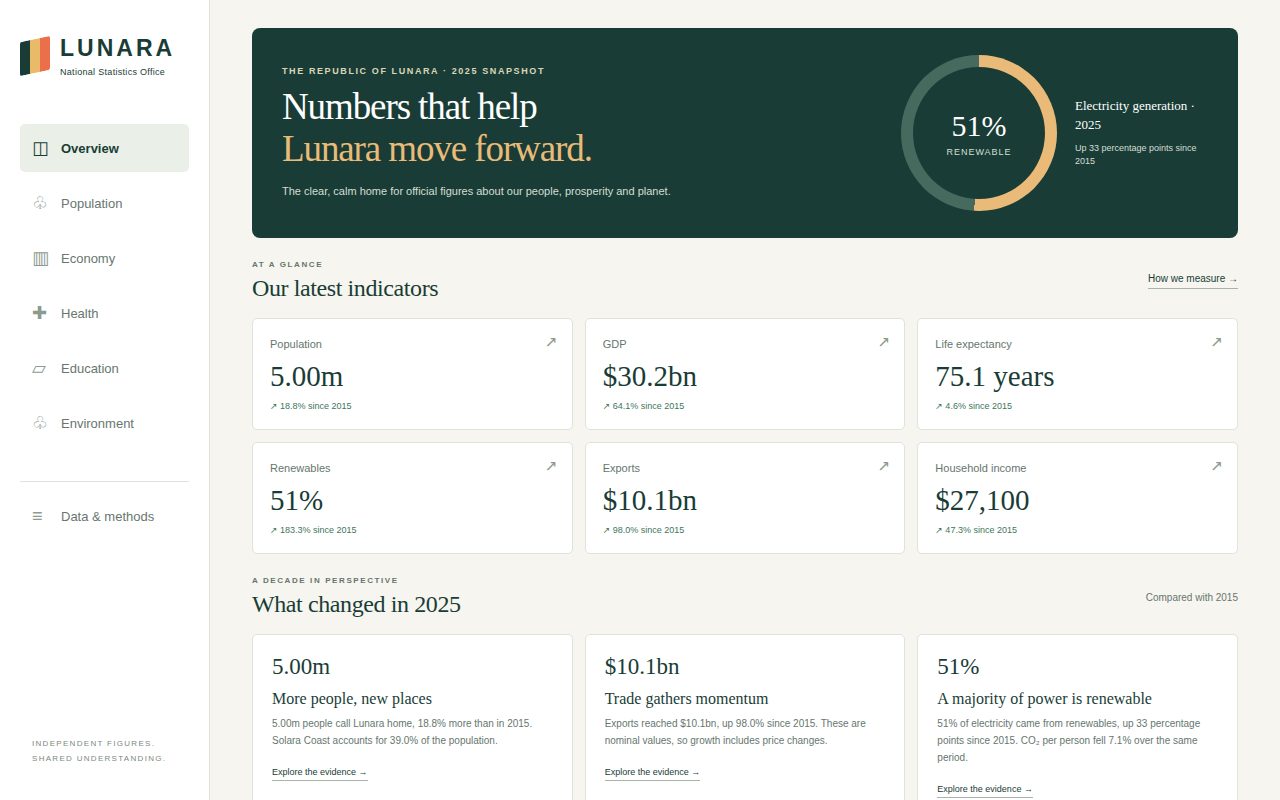 LUNARA
National Statistics Office
Overview
Population
Economy
Health
Education
Environment
Data & methods
INDEPENDENT FIGURES.
SHARED UNDERSTANDING.
THE REPUBLIC OF LUNARA · 2025 SNAPSHOT
Numbers that help
Lunara move forward.
The clear, calm home for official figures about our people, prosperity and planet.
51%
RENEWABLE
Electricity generation ·
2025
Up 33 percentage points since
2015
AT A GLANCE
Our latest indicators
How we measure →
Population ↗
5.00m
↗ 18.8% since 2015
GDP ↗
$30.2bn
↗ 64.1% since 2015
Life expectancy ↗
75.1 years
↗ 4.6% since 2015
Renewables ↗
51%
↗ 183.3% since 2015
Exports ↗
$10.1bn
↗ 98.0% since 2015
Household income ↗
$27,100
↗ 47.3% since 2015
A DECADE IN PERSPECTIVE
What changed in 2025
Compared with 2015
5.00m
More people, new places
5.00m people call Lunara home, 18.8% more than in 2015.
Solara Coast accounts for 39.0% of the population.
Explore the evidence →
$10.1bn
Trade gathers momentum
Exports reached $10.1bn, up 98.0% since 2015. These are
nominal values, so growth includes price changes.
Explore the evidence →
51%
A majority of power is renewable
51% of electricity came from renewables, up 33 percentage
points since 2015. CO₂ per person fell 7.1% over the same
period.
Explore the evidence →